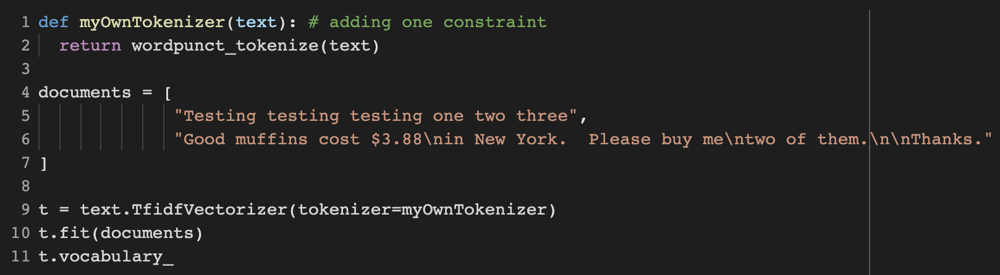 1 def myOwnTokenizer(text): # adding one constraint
2   return wordpunct_tokenize(text)
3
4 documents = [
5              "Testing testing testing one two three",
6              "Good muffins cost $3.88\nin New York.  Please buy me\ntwo of them.\n\nThanks."
7 ]
8
9 t = text.TfidfVectorizer(tokenizer=myOwnTokenizer)
10 t.fit(documents)
11 t.vocabulary_